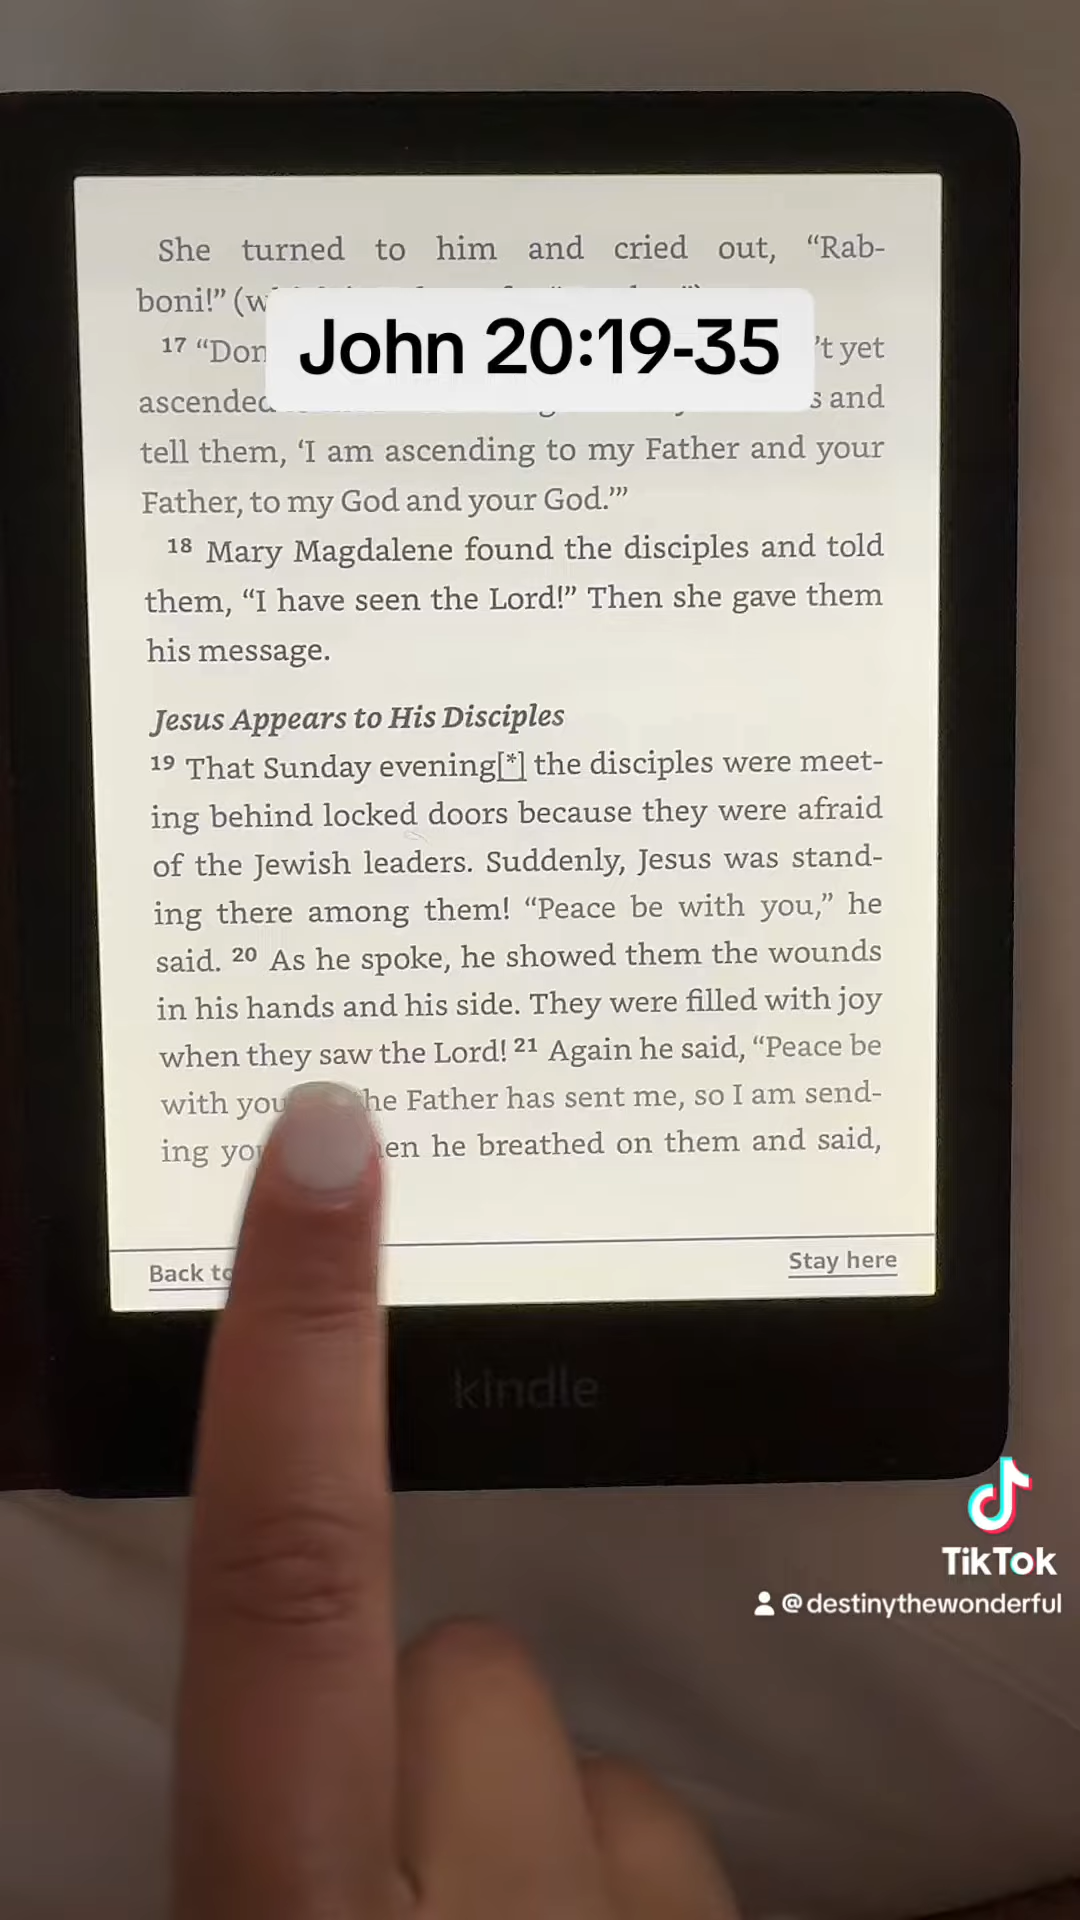 She turned to him and cried out, “Rab-
boni!” (w
John 20:19-35
17 “Don ’t yet
ascended s and
tell them, ‘I am ascending to my Father and your
Father, to my God and your God.’”
18 Mary Magdalene found the disciples and told
them, “I have seen the Lord!” Then she gave them
his message.
Jesus Appears to His Disciples
19 That Sunday evening[*] the disciples were meet-
ing behind locked doors because they were afraid
of the Jewish leaders. Suddenly, Jesus was stand-
ing there among them! “Peace be with you,” he
said. 20 As he spoke, he showed them the wounds
in his hands and his side. They were filled with joy
when they saw the Lord! 21 Again he said, “Peace be
with you he Father has sent me, so I am send-
ing yo en he breathed on them and said,
Back to
Stay here
kindle
TikTok
@destinythewonderful